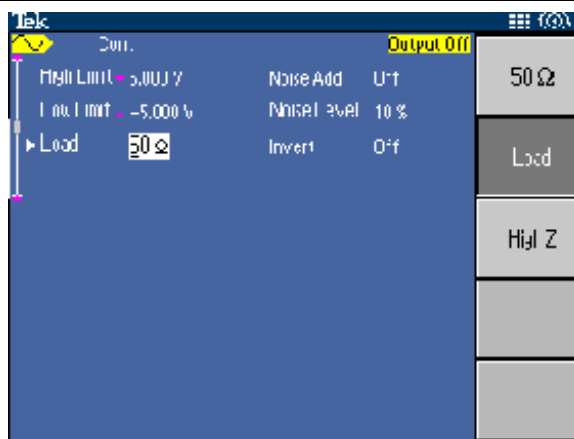 Tek
Cont. Output Off
High Limit 5.000 V Noise Add Off
Low Limit -5.000 V Noise Level 10 %
Load 50 Ω Invert Off
50 Ω
Load
High Z